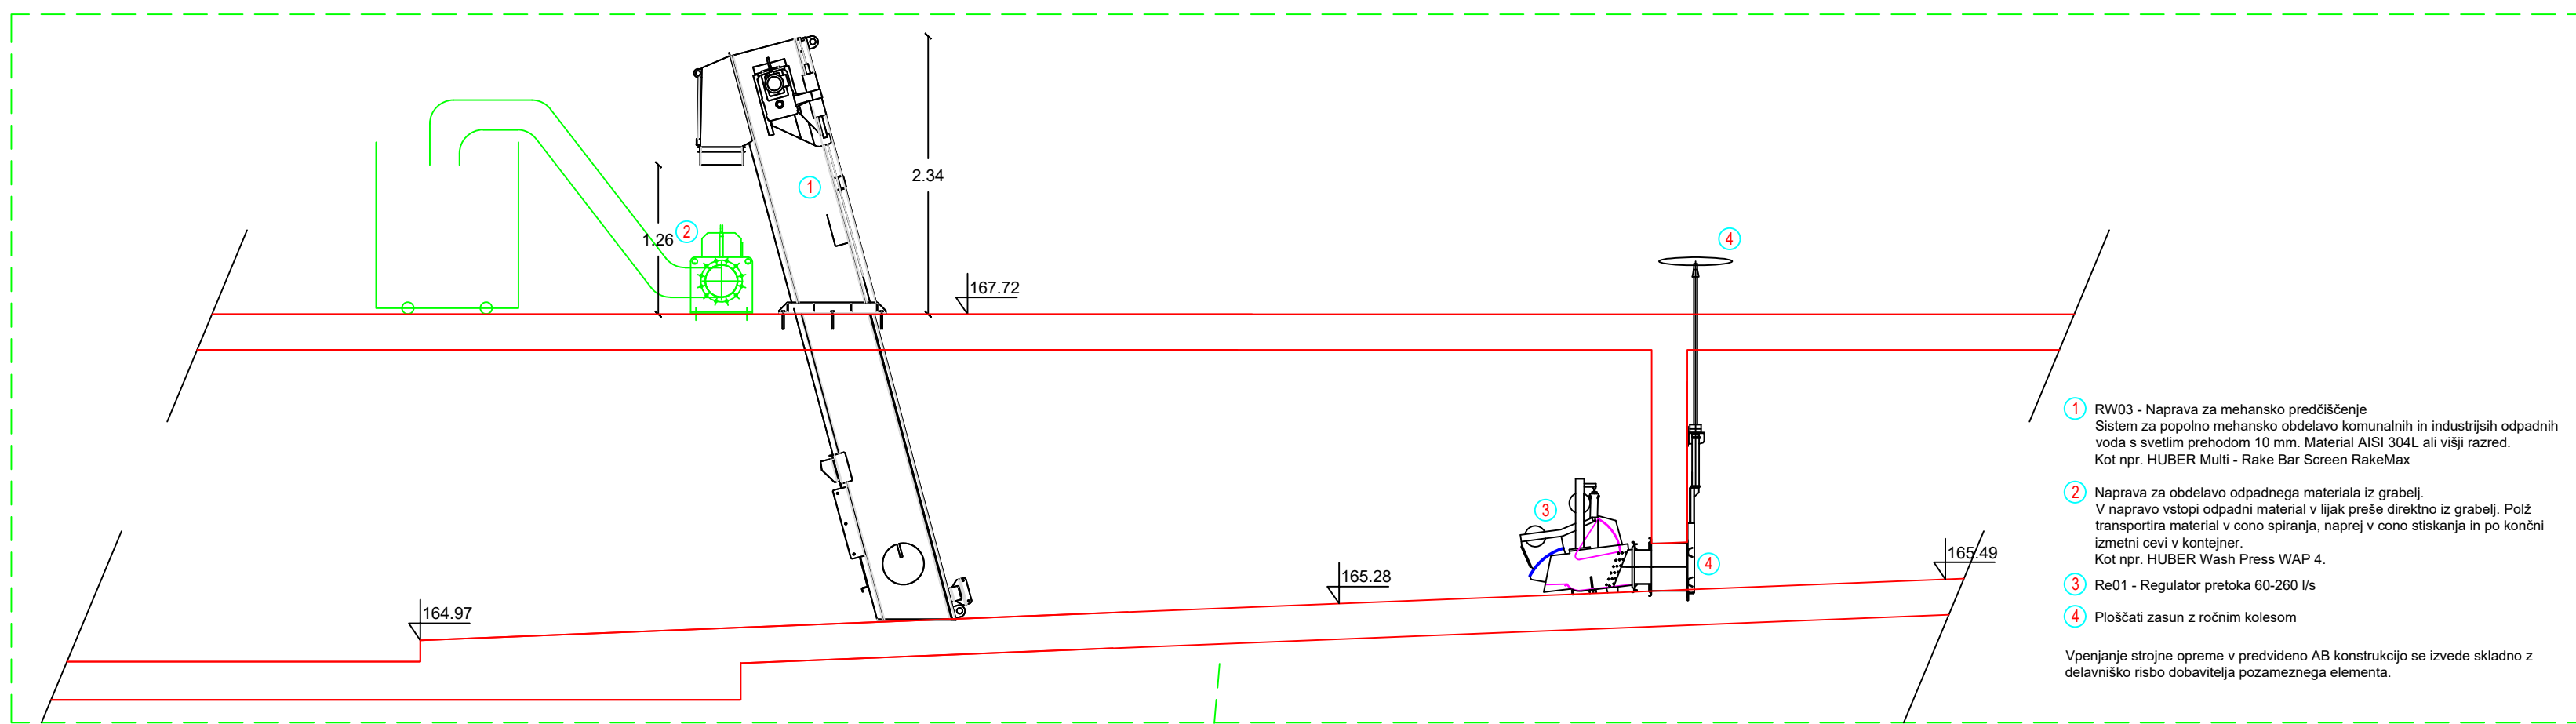 4
1
2.34
2
1.26
167.72
1 RW03 - Naprava za mehansko predčiščenje
Sistem za popolno mehansko obdelavo komunalnih in industrijsih odpadnih
voda s svetlim prehodom 10 mm. Material AISI 304L ali višji razred.
Kot npr. HUBER Multi - Rake Bar Screen RakeMax
2 Naprava za obdelavo odpadnega materiala iz grabelj.
V napravo vstopi odpadni material v lijak preše direktno iz grabelj. Polž
transportira material v cono spiranja, naprej v cono stiskanja in po končni
izmetni cevi v kontejner.
Kot npr. HUBER Wash Press WAP 4.
3 Re01 - Regulator pretoka 60-260 l/s
4 Ploščati zasun z ročnim kolesom
Vpenjanje strojne opreme v predvideno AB konstrukcijo se izvede skladno z
delavniško risbo dobavitelja pozameznega elementa.
3
4
165.49
165.28
164.97